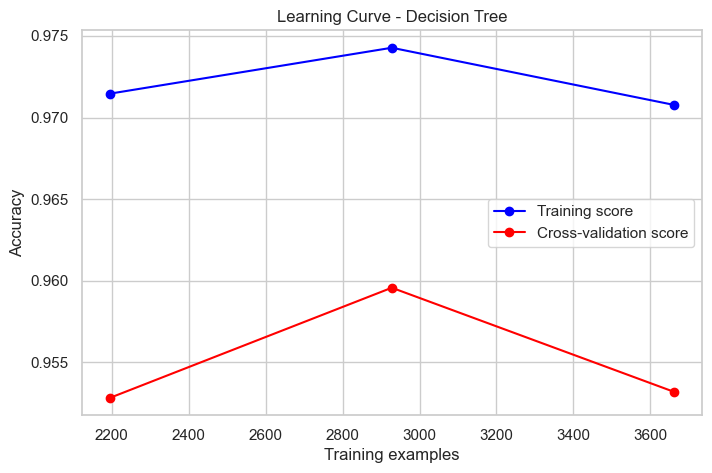 Learning Curve - Decision Tree
Accuracy
0.975
0.970
0.965
0.960
0.955
Training score
Cross-validation score
2200 2400 2600 2800 3000 3200 3400 3600
Training examples